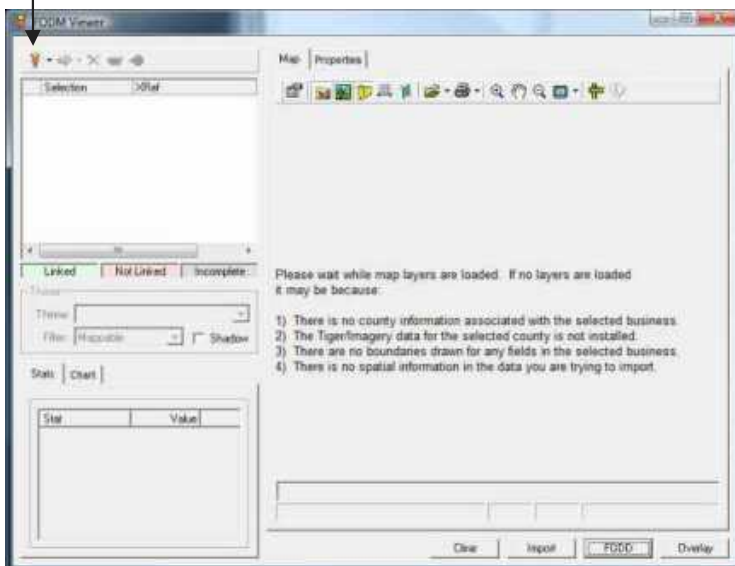 FODM Viewer
Map Properties
Selection XRef
Linked Not Linked Incomplete
Please wait while map layers are loaded. If no layers are loaded
it may be because:
1) There is no county information associated with the selected business.
2) The Tiger/Imagery data for the selected county is not installed.
3) There are no boundaries drawn for any fields in the selected business.
4) There is no spatial information in the data you are trying to import.
Theme
Theme
Filter Mappable Shadow
Stats Chart
Stat Value
Clear Import FODD Overlay